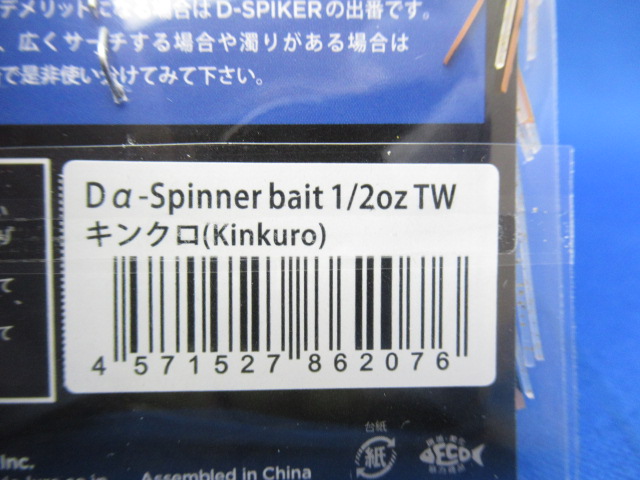 デメリットになる場合はD-SPIKERの出番です。
、広くサーチする場合や濁りがある場合は
で是非使い分けてみて下さい。
Dα-Spinner bait 1/2oz TW
キンクロ(Kinkuro)
4 571527 862076
台紙
紙
ECO
Inc.
Assembled in China